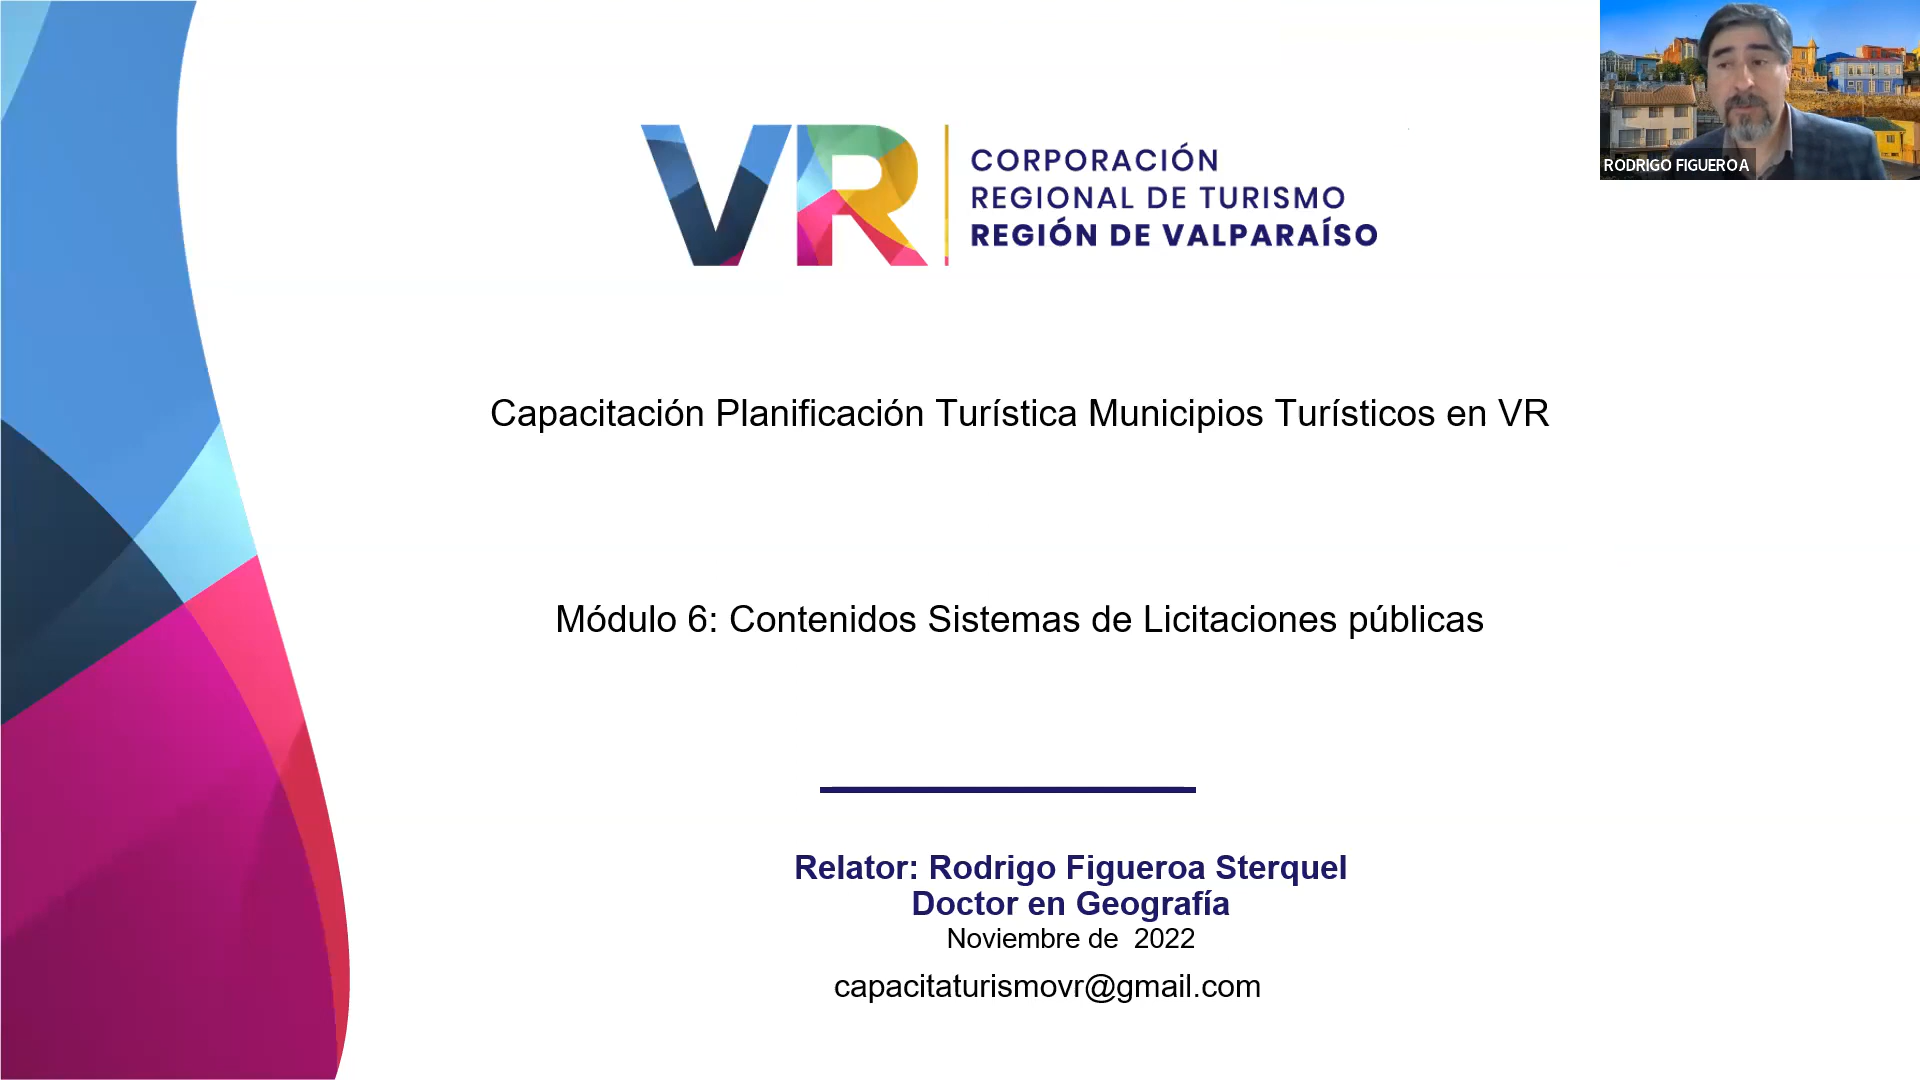 VR
CORPORACIÓN
REGIONAL DE TURISMO
REGIÓN DE VALPARAÍSO
RODRIGO FIGUEROA
Capacitación Planificación Turística Municipios Turísticos en VR
Módulo 6: Contenidos Sistemas de Licitaciones públicas
Relator: Rodrigo Figueroa Sterquel
Doctor en Geografía
Noviembre de  2022
capacitaturismovr@gmail.com